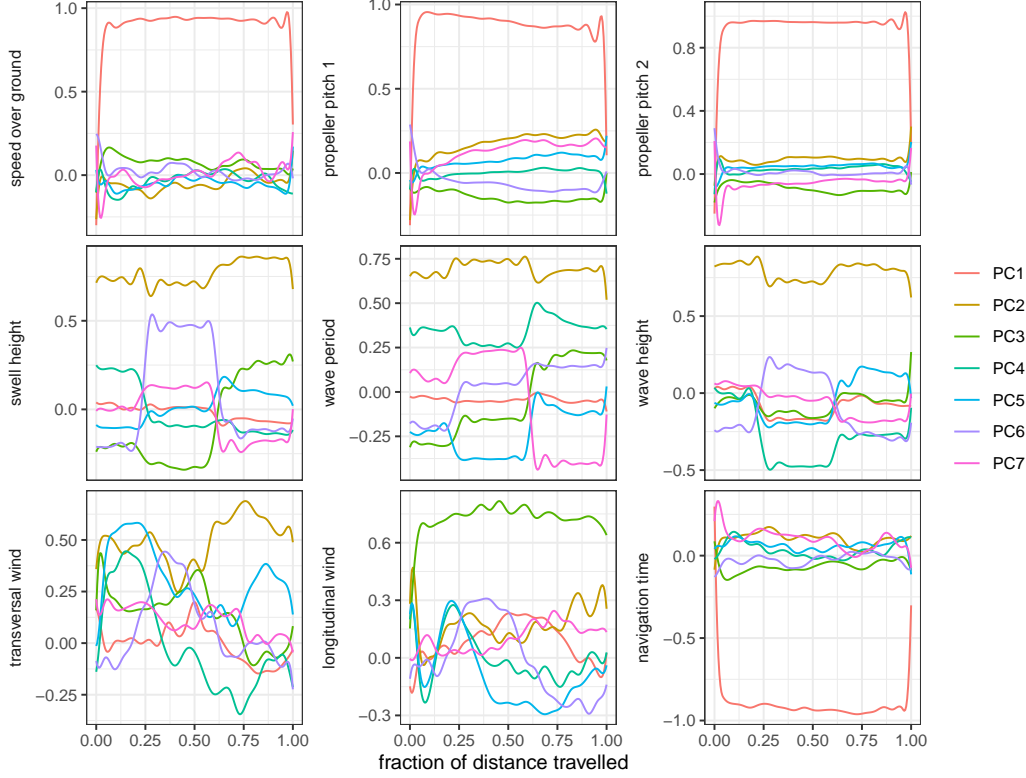 speed over ground
1.0
0.5
0.0
propeller pitch 1
1.0
0.5
0.0
propeller pitch 2
0.8
0.4
0.0
swell height
0.5
0.0
wave period
0.75
0.50
0.25
0.00
−0.25
wave height
0.5
0.0
−0.5
PC1
PC2
PC3
PC4
PC5
PC6
PC7
transversal wind
0.50
0.25
0.00
−0.25
0.00 0.25 0.50 0.75 1.00
longitudinal wind
0.6
0.3
0.0
−0.3
0.00 0.25 0.50 0.75 1.00
navigation time
0.0
−0.5
−1.0
0.00 0.25 0.50 0.75 1.00
fraction of distance travelled